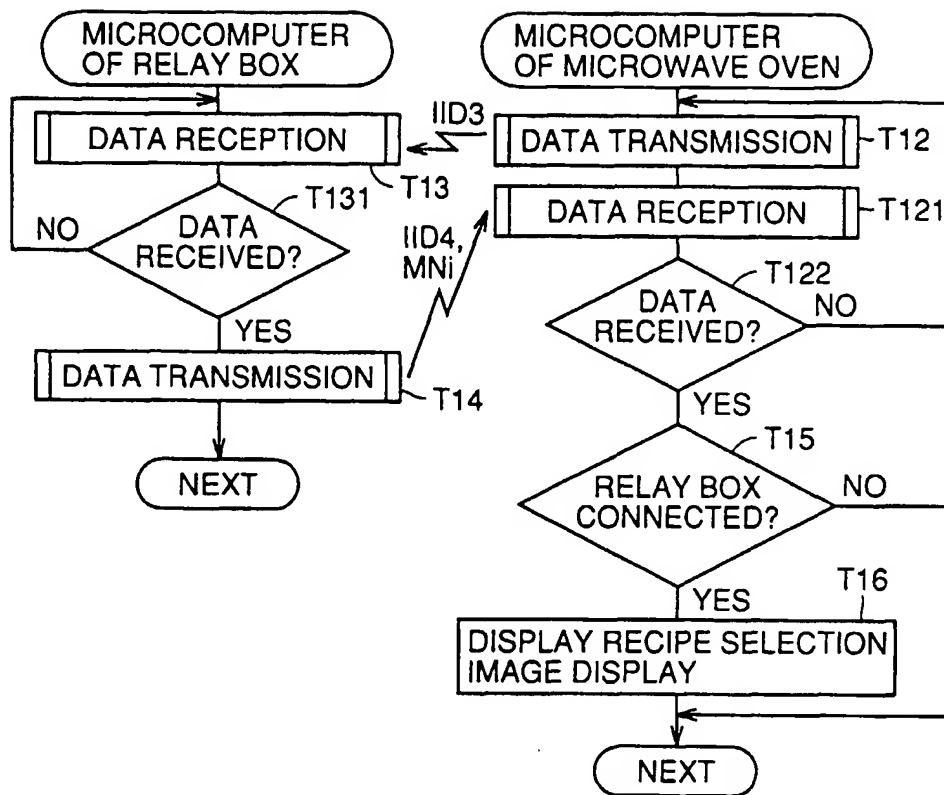 MICROCOMPUTER
OF RELAY BOX
DATA RECEPTION
T13
T131
NO
DATA
RECEIVED?
YES
DATA TRANSMISSION
T14
NEXT
IID3
IID4,
MNi
MICROCOMPUTER
OF MICROWAVE OVEN
DATA TRANSMISSION
T12
DATA RECEPTION
T121
T122
DATA
RECEIVED?
NO
YES
T15
RELAY BOX
CONNECTED?
NO
YES
T16
DISPLAY RECIPE SELECTION
IMAGE DISPLAY
NEXT